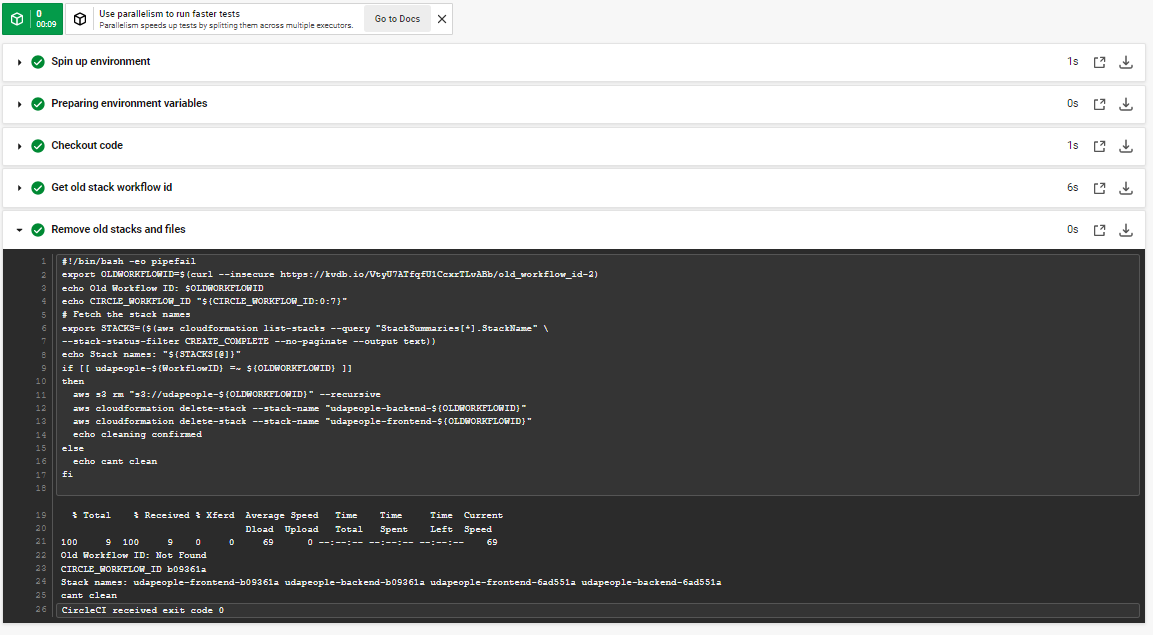 0
00:09
Use parallelism to run faster tests
Parallelism speeds up tests by splitting them across multiple executors.
Go to Docs
Spin up environment
1s
Preparing environment variables
0s
Checkout code
1s
Get old stack workflow id
6s
Remove old stacks and files
0s
1 #!/bin/bash -eo pipefail
2 export OLDWORKFLOWID=$(curl --insecure https://kvdb.io/VtyU7ATfqfU1CcxrTLvABb/old_workflow_id-2)
3 echo Old Workflow ID: $OLDWORKFLOWID
4 echo CIRCLE_WORKFLOW_ID "${CIRCLE_WORKFLOW_ID:0:7}"
5 # Fetch the stack names
6 export STACKS=($(aws cloudformation list-stacks --query "StackSummaries[*].StackName" \
7 --stack-status-filter CREATE_COMPLETE --no-paginate --output text))
8 echo Stack names: "${STACKS[@]}"
9 if [[ udapeople-${WorkflowID} =~ ${OLDWORKFLOWID} ]]
10 then
11   aws s3 rm "s3://udapeople-${OLDWORKFLOWID}" --recursive
12   aws cloudformation delete-stack --stack-name "udapeople-backend-${OLDWORKFLOWID}"
13   aws cloudformation delete-stack --stack-name "udapeople-frontend-${OLDWORKFLOWID}"
14   echo cleaning confirmed
15 else
16   echo cant clean
17 fi
18
19   % Total    % Received % Xferd  Average Speed   Time    Time     Time  Current
20                                  Dload  Upload   Total   Spent    Left  Speed
21 100     9  100     9    0     0     69      0 --:--:-- --:--:-- --:--:--    69
22 Old Workflow ID: Not Found
23 CIRCLE_WORKFLOW_ID b09361a
24 Stack names: udapeople-frontend-b09361a udapeople-backend-b09361a udapeople-frontend-6ad551a udapeople-backend-6ad551a
25 cant clean
26 CircleCI received exit code 0